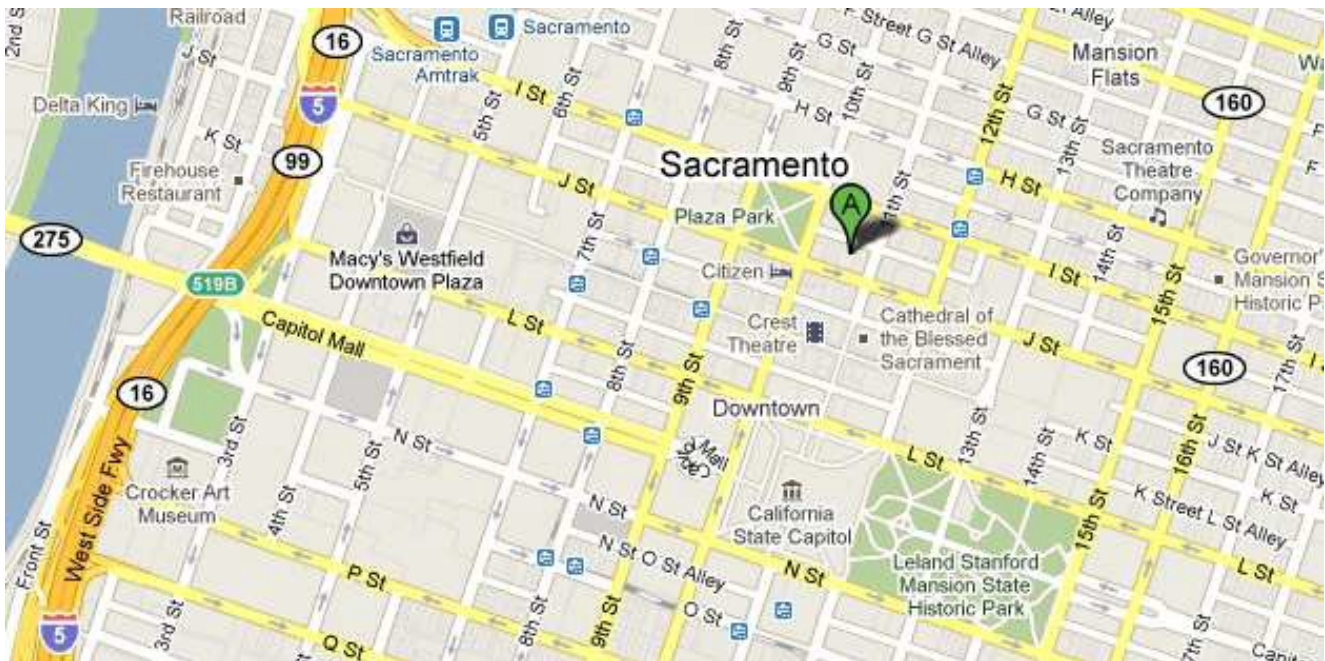 Railroad
2nd St
J St
16
Sacramento
Amtrak
Sacramento
8th St
9th St
10th St
F Street G St Alley
G St
12th St
Alley
Mansion
Flats
160
Delta King
5
K St
5th St
6th St
I St
H St
G St
13th St
F
F
Firehouse
Restaurant
99
Sacramento
J St
Plaza Park
A
11th St
H St
Sacramento
Theatre
Company
275
519B
Macy's Westfield
Downtown Plaza
7th St
Citizen
14th St
I St
Governor'
Mansion S
Historic P
Capitol Mall
L St
Crest
Theatre
Cathedral of
the Blessed
Sacrament
15th St
J St
I
16
8th St
9th St
Downtown
160
17th St
3rd St
N St
5th St
Capitol Mall
L St
13th St
14th St
K St
J St K St Alley
16th St
K St
West Side Fwy
Crocker Art
Museum
4th St
N St
California
State Capitol
15th St
K Street L St Alley
Front St
P St
N St O St Alley
N St
Leland Stanford
Mansion State
Historic Park
L St
5
3rd St
Q St
8th St
9th St
O St
7th St
Capit